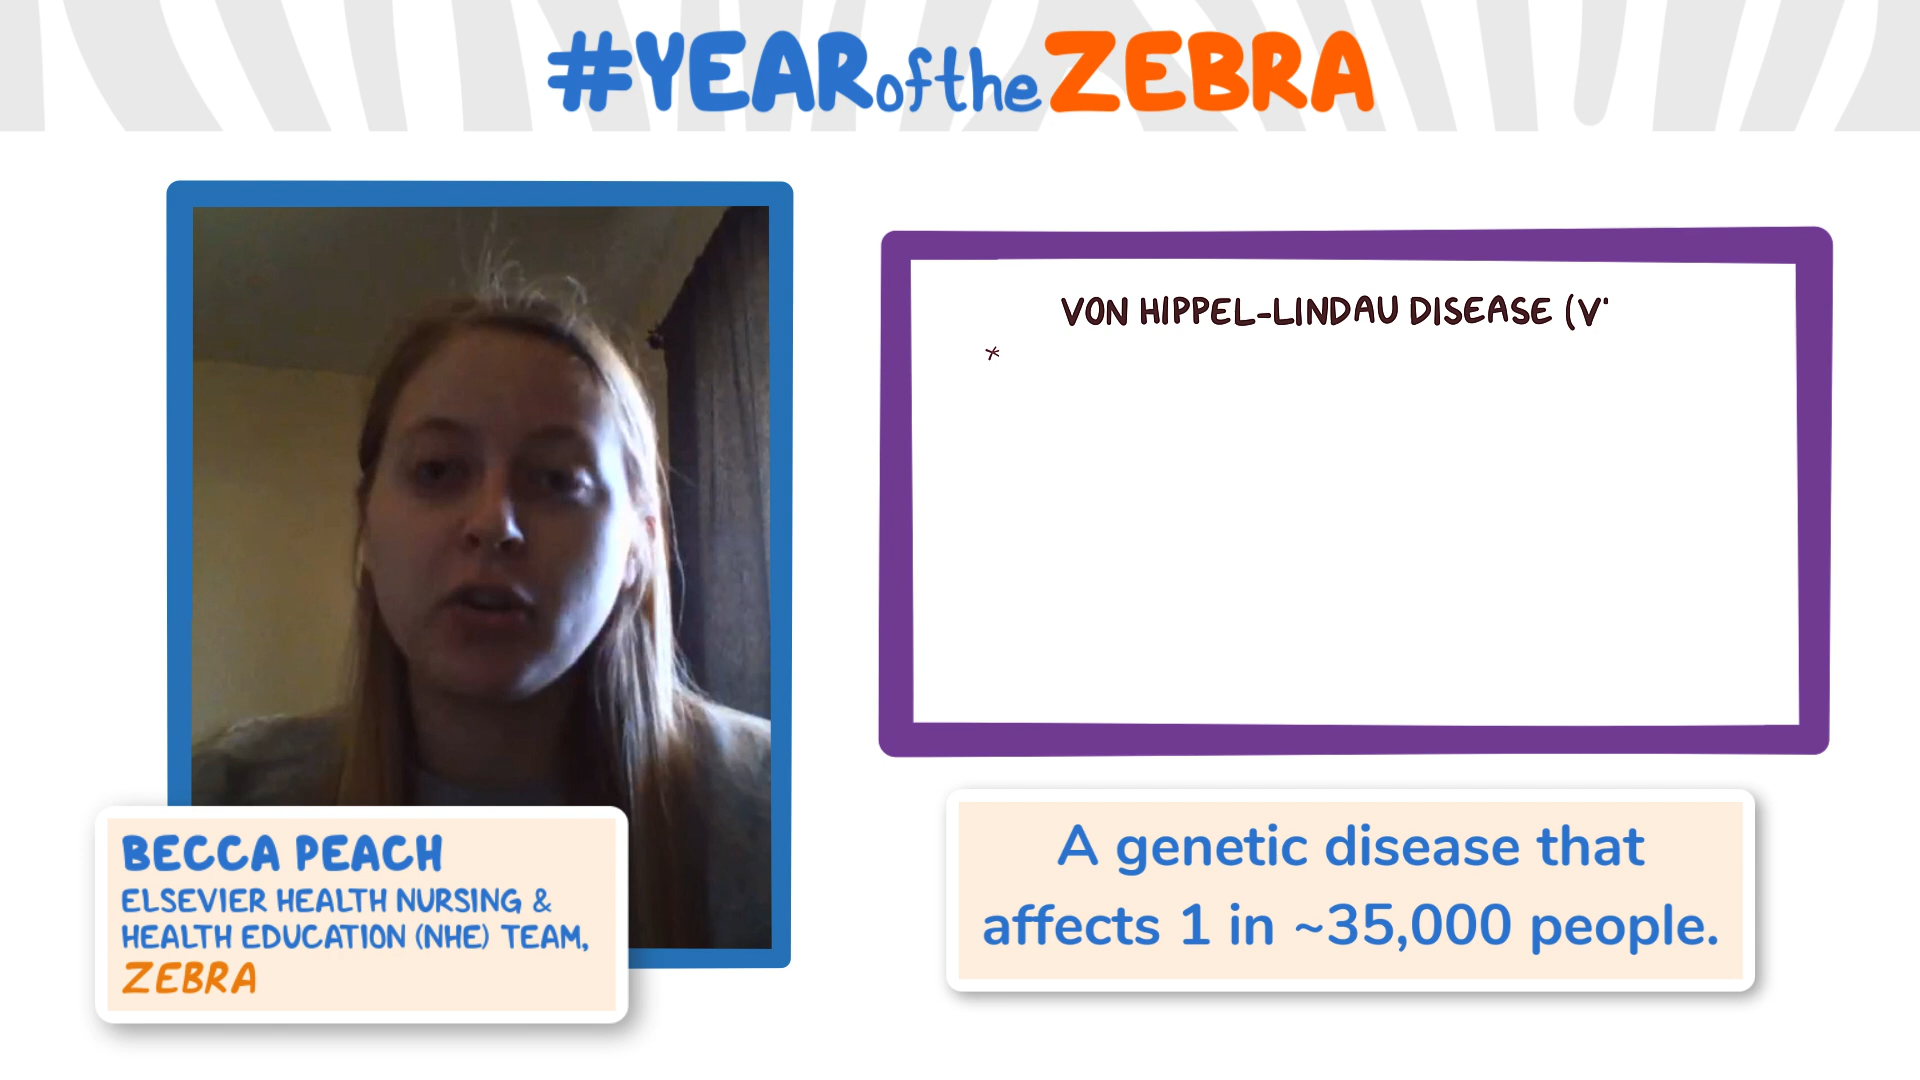 #YEARoftheZEBRA
VON HIPPEL-LINDAU DISEASE (V
*
BECCA PEACH
ELSEVIER HEALTH NURSING &
HEALTH EDUCATION (NHE) TEAM,
ZEBRA
A genetic disease that
affects 1 in ~35,000 people.